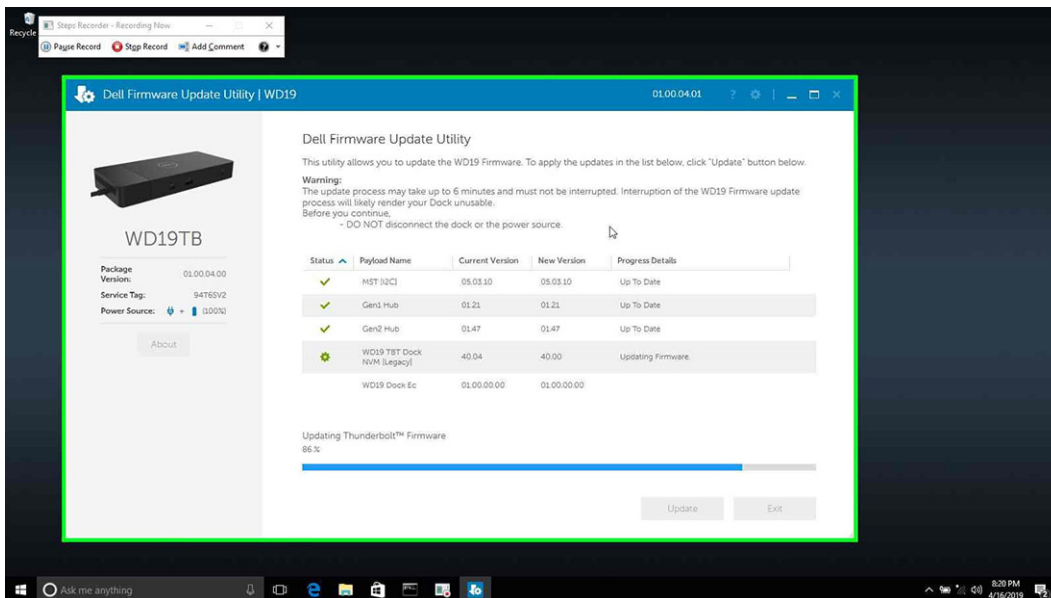 Recycle
Steps Recorder - Recording Now
Pause Record Stop Record Add Comment
Dell Firmware Update Utility | WD19 01.00.04.01
Dell Firmware Update Utility
This utility allows you to update the WD19 Firmware. To apply the updates in the list below, click "Update" button below.
Warning:
The update process may take up to 6 minutes and must not be interrupted. Interruption of the WD19 Firmware update
process will likely render your Dock unusable.
Before you continue,
- DO NOT disconnect the dock or the power source.
WD19TB
Package
Version: 01.00.04.00
Service Tag: 94T6SV2
Power Source: + (100%)
About
Status Payload Name Current Version New Version Progress Details
MST [I2C] 05.03.10 05.03.10 Up To Date
Gen1 Hub 01.21 01.21 Up To Date
Gen2 Hub 01.47 01.47 Up To Date
WD19 TBT Dock
NVM [Legacy] 40.04 40.00 Updating Firmware.
WD19 Dock Ec 01.00.00.00 01.00.00.00
Updating Thunderbolt™ Firmware
86 %
Update Exit
Ask me anything
8:20 PM
4/16/2019